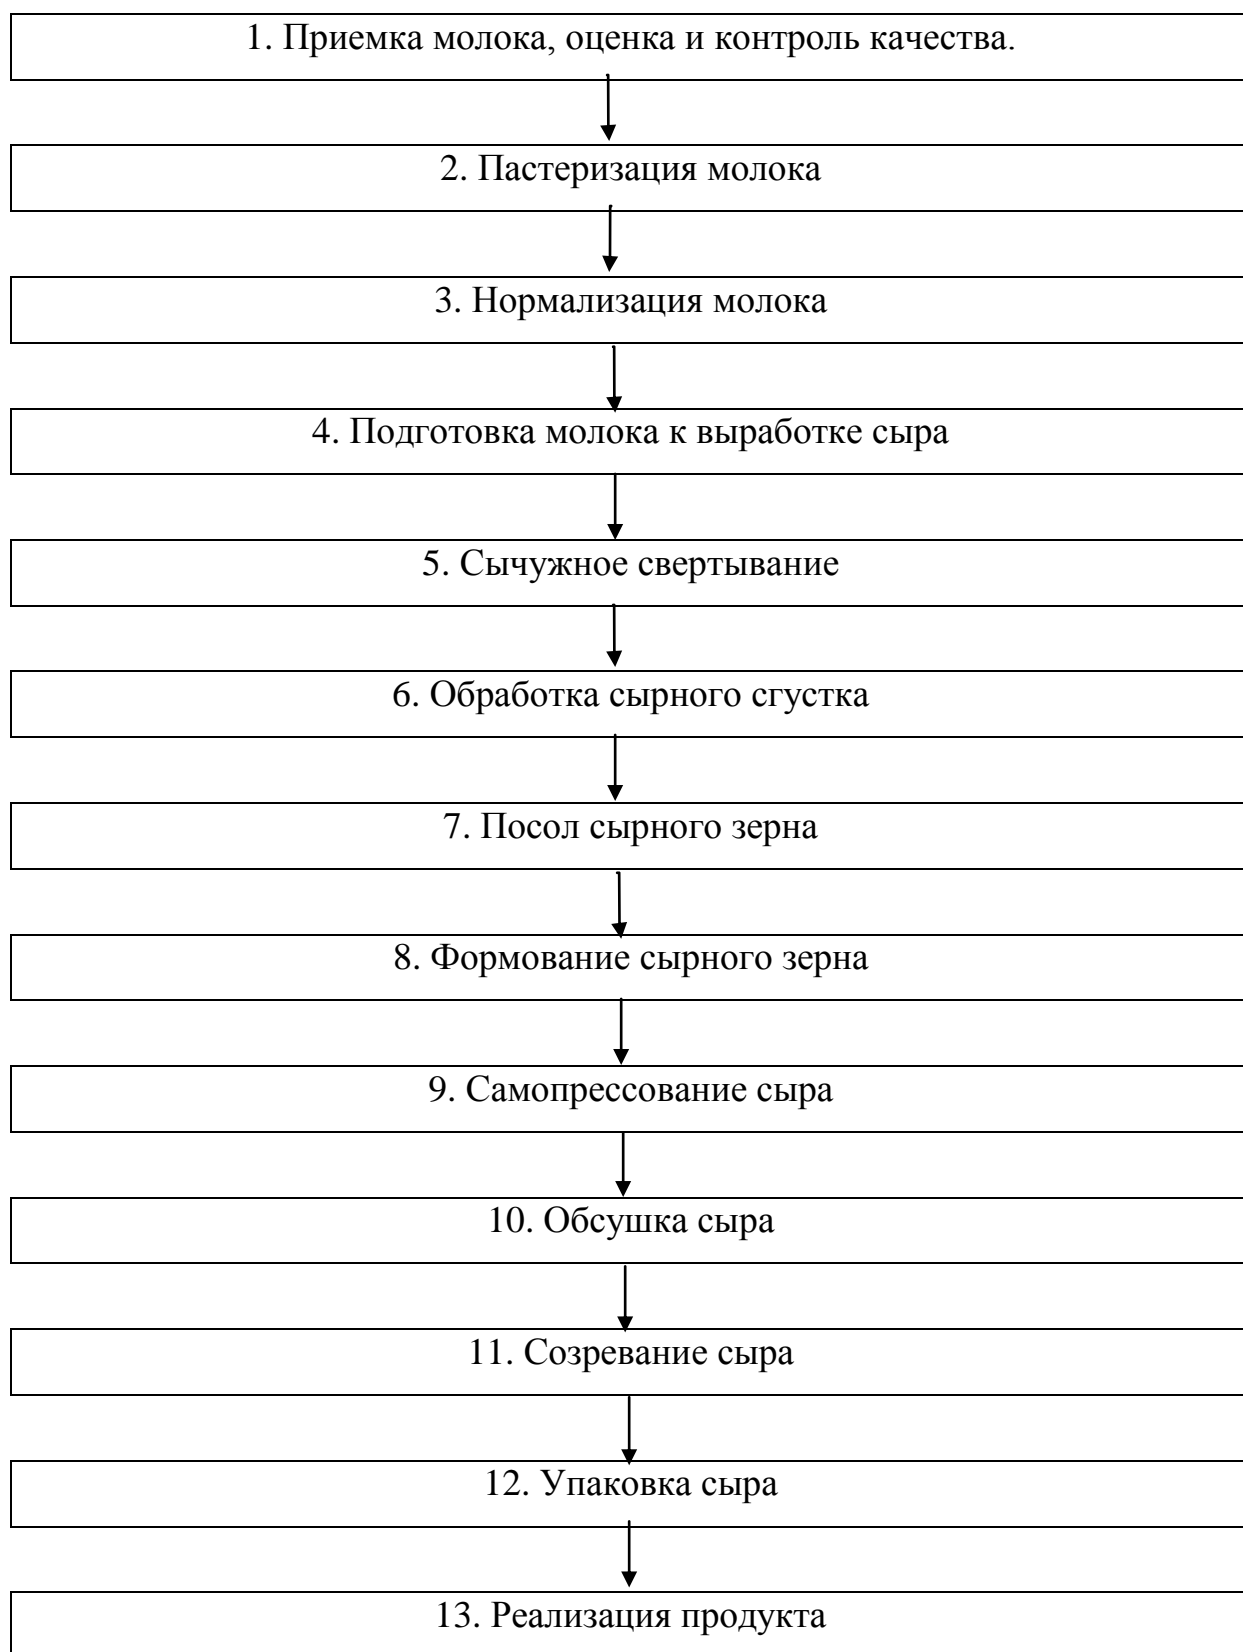 1. Приемка молока, оценка и контроль качества.
2. Пастеризация молока
3. Нормализация молока
4. Подготовка молока к выработке сыра
5. Сычужное свертывание
6. Обработка сырного сгустка
7. Посол сырного зерна
8. Формование сырного зерна
9. Самопрессование сыра
10. Обсушка сыра
11. Созревание сыра
12. Упаковка сыра
13. Реализация продукта